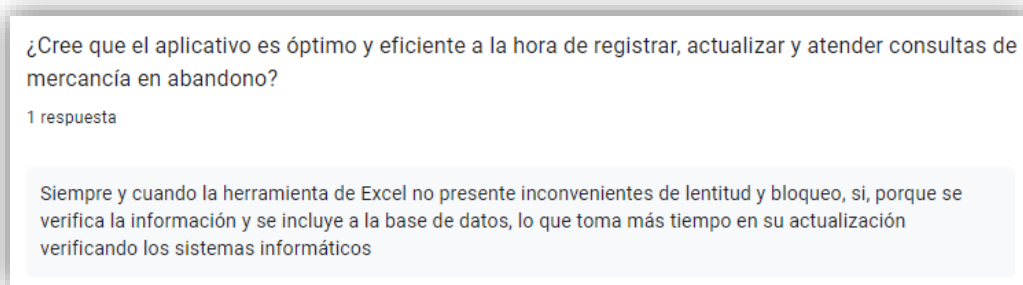 ¿Cree que el aplicativo es óptimo y eficiente a la hora de registrar, actualizar y atender consultas de
mercancía en abandono?
1 respuesta
Siempre y cuando la herramienta de Excel no presente inconvenientes de lentitud y bloqueo, si, porque se
verifica la información y se incluye a la base de datos, lo que toma más tiempo en su actualización
verificando los sistemas informáticos